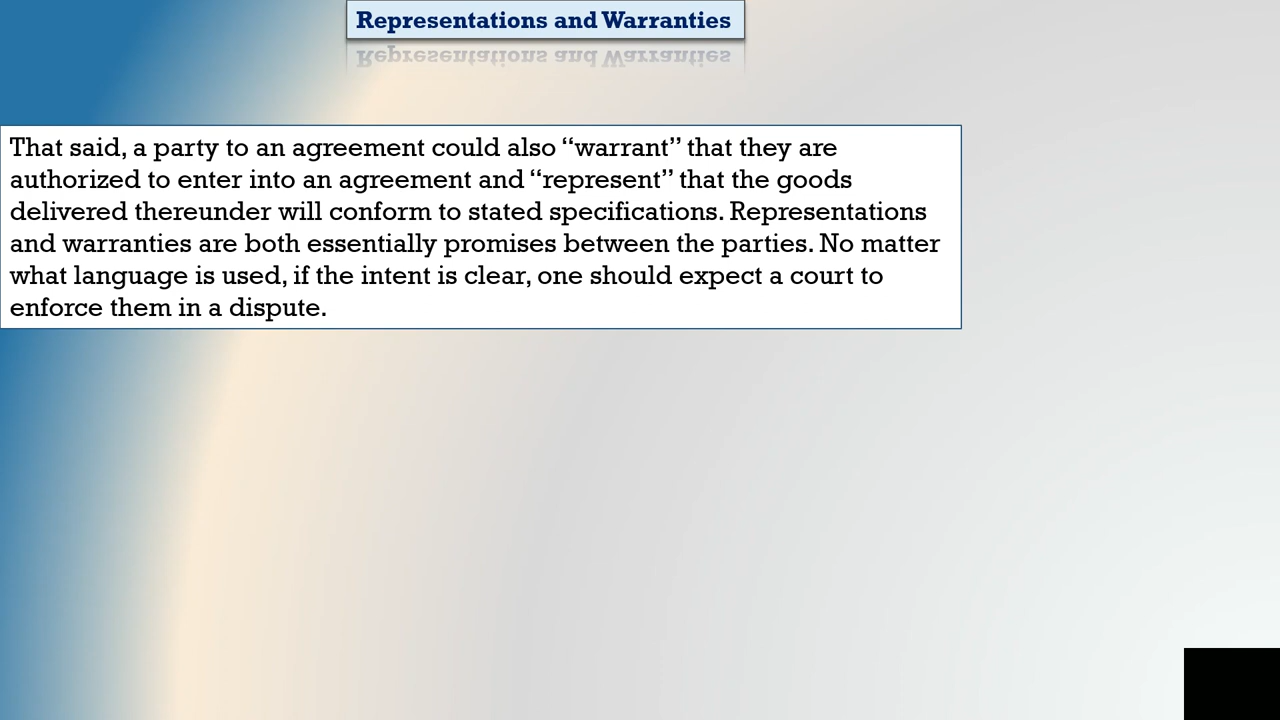 Representations and Warranties
That said, a party to an agreement could also “warrant” that they are
authorized to enter into an agreement and “represent” that the goods
delivered thereunder will conform to stated specifications. Representations
and warranties are both essentially promises between the parties. No matter
what language is used, if the intent is clear, one should expect a court to
enforce them in a dispute.